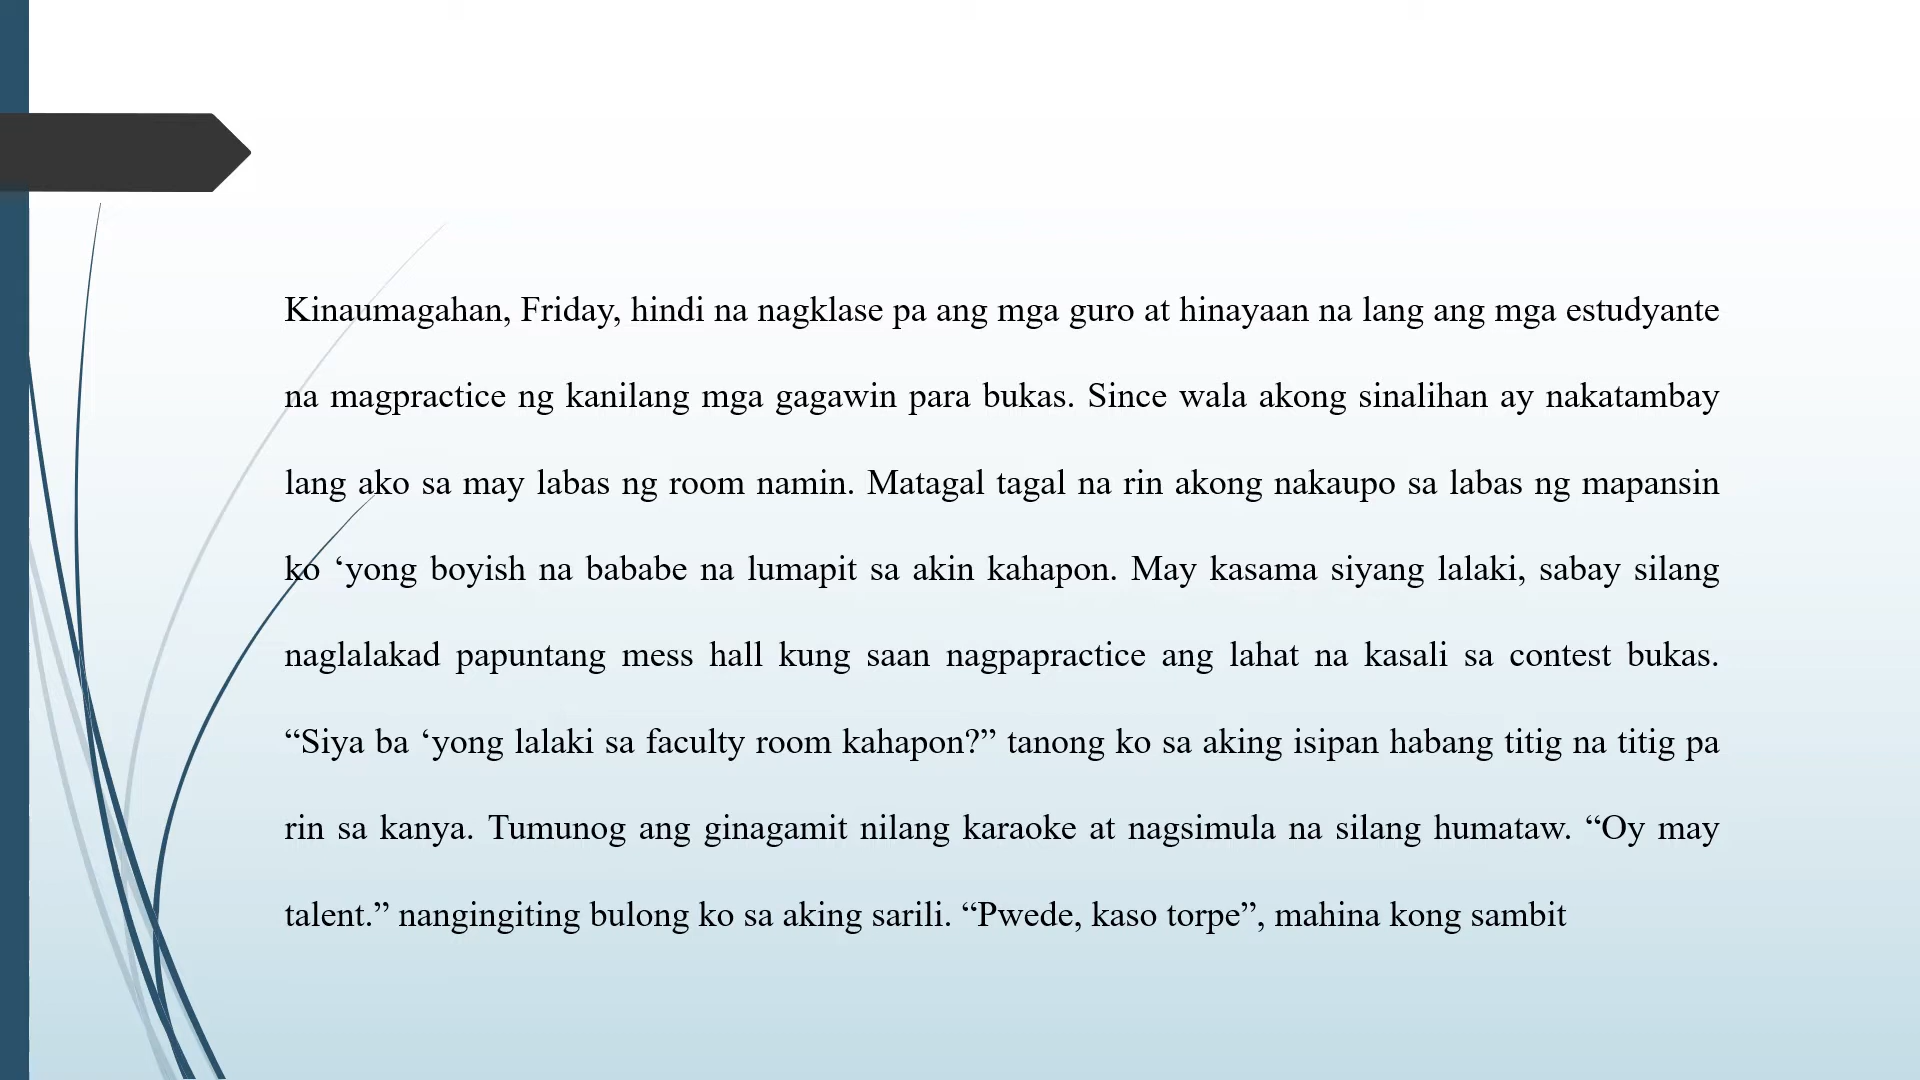 Kinaumagahan, Friday, hindi na nagklase pa ang mga guro at hinayaan na lang ang mga estudyante
na magpractice ng kanilang mga gagawin para bukas. Since wala akong sinalihan ay nakatambay
lang ako sa may labas ng room namin. Matagal tagal na rin akong nakaupo sa labas ng mapansin
ko ‘yong boyish na bababe na lumapit sa akin kahapon. May kasama siyang lalaki, sabay silang
naglalakad papuntang mess hall kung saan nagpapractice ang lahat na kasali sa contest bukas.
“Siya ba ‘yong lalaki sa faculty room kahapon?” tanong ko sa aking isipan habang titig na titig pa
rin sa kanya. Tumunog ang ginagamit nilang karaoke at nagsimula na silang humataw. “Oy may
talent.” nangingiting bulong ko sa aking sarili. “Pwede, kaso torpe”, mahina kong sambit